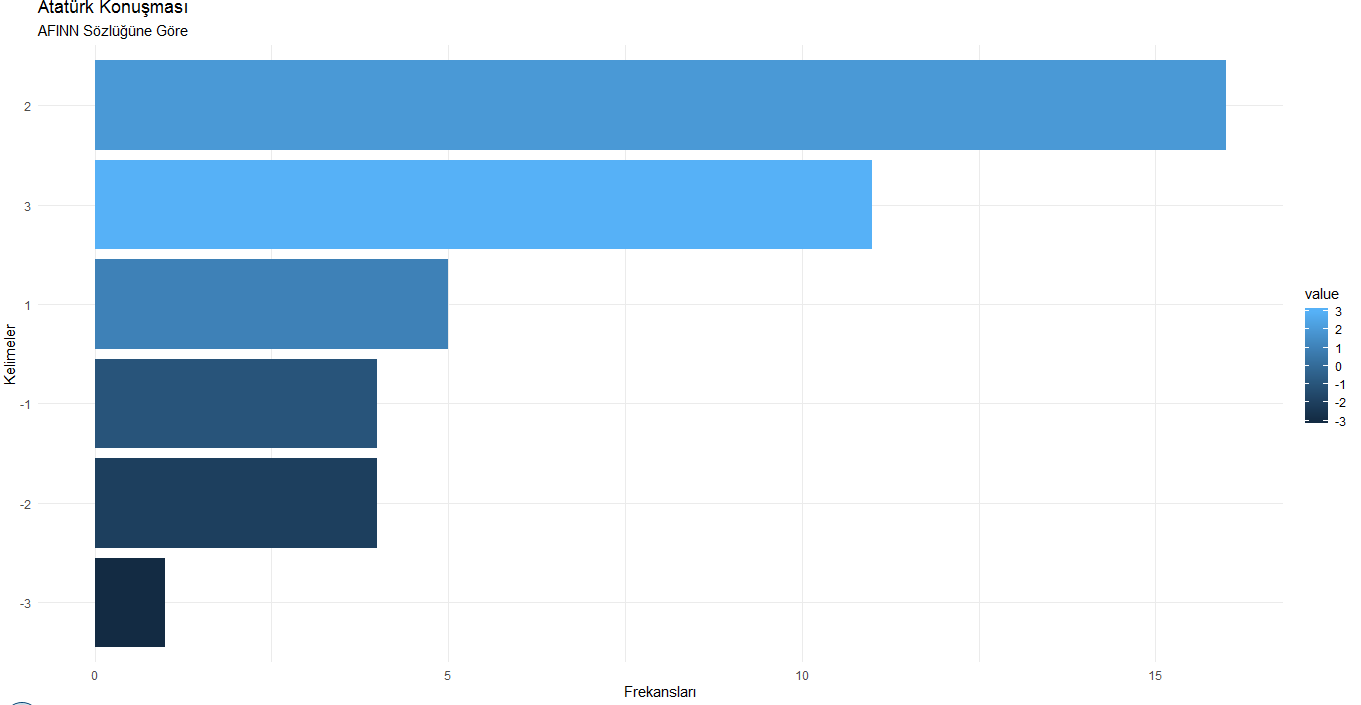 Atatürk Konuşması
AFINN Sözlüğüne Göre
2
3
1
-1
-2
-3
Kelimeler
0 5 10 15
Frekansları
value
3
2
1
0
-1
-2
-3